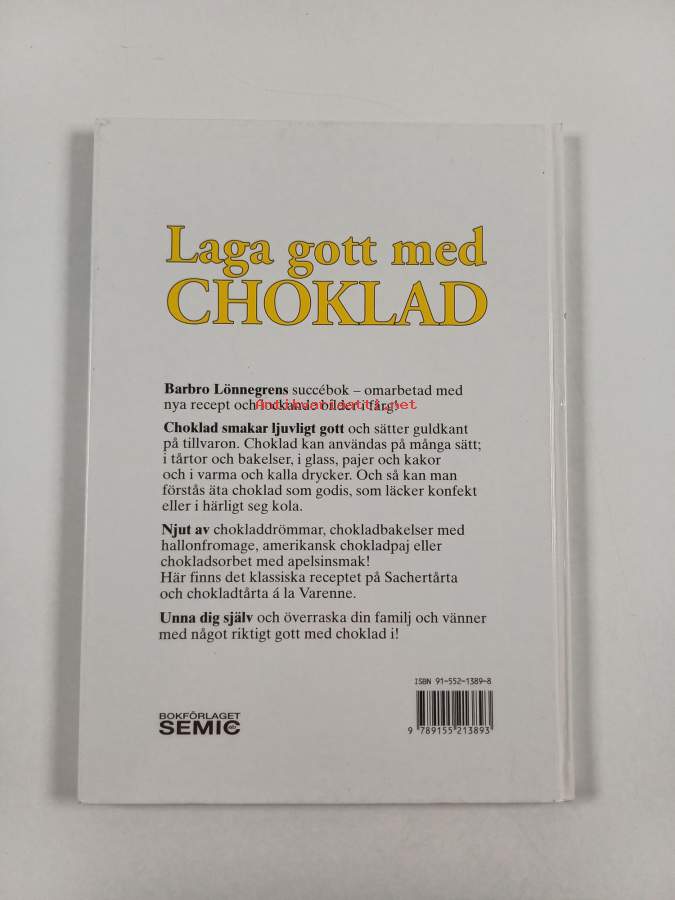 Laga gott med
CHOKLAD
Barbro Lönnegrens succébok – omarbetad med
nya recept och lockande bilder i färg!
Antikvariaatti.net
Choklad smakar ljuvligt gott och sätter guldkant
på tillvaron. Choklad kan användas på många sätt;
i tårtor och bakelser, i glass, pajer och kakor
och i varma och kalla drycker. Och så kan man
förstås äta choklad som godis, som läcker konfekt
eller i härligt seg kola.
Njut av chokladdrömmar, chokladbakelser med
hallonfromage, amerikansk chokladpaj eller
chokladsorbet med apelsinsmak!
Här finns det klassiska receptet på Sachertårta
och chokladtårta á la Varenne.
Unna dig själv och överraska din familj och vänner
med något riktigt gott med choklad i!
ISBN 91-552-1389-8
9 789155 213893
BOKFÖRLAGET
SEMIC